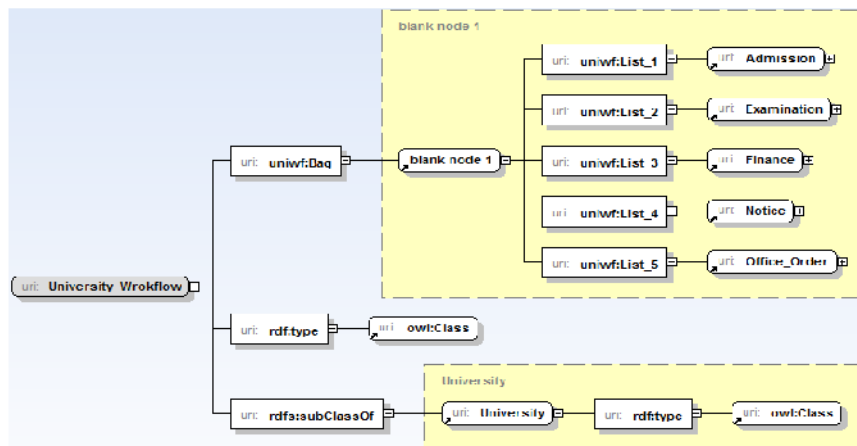 blank node 1
uri: uniwf:List_1 uri: Admission
uri: uniwf:List_2 uri: Examination
uri: uniwf:Bag blank node 1 uri: uniwf:List_3 uri: Finance
uri: uniwf:List_4 uri: Notice
uri: uniwf:List_5 uri: Office_Order
uri: University_Wrokflow
uri: rdf:type uri: owl:Class
University
uri: rdfs:subClassOf uri: University uri: rdf:type uri: owl:Class